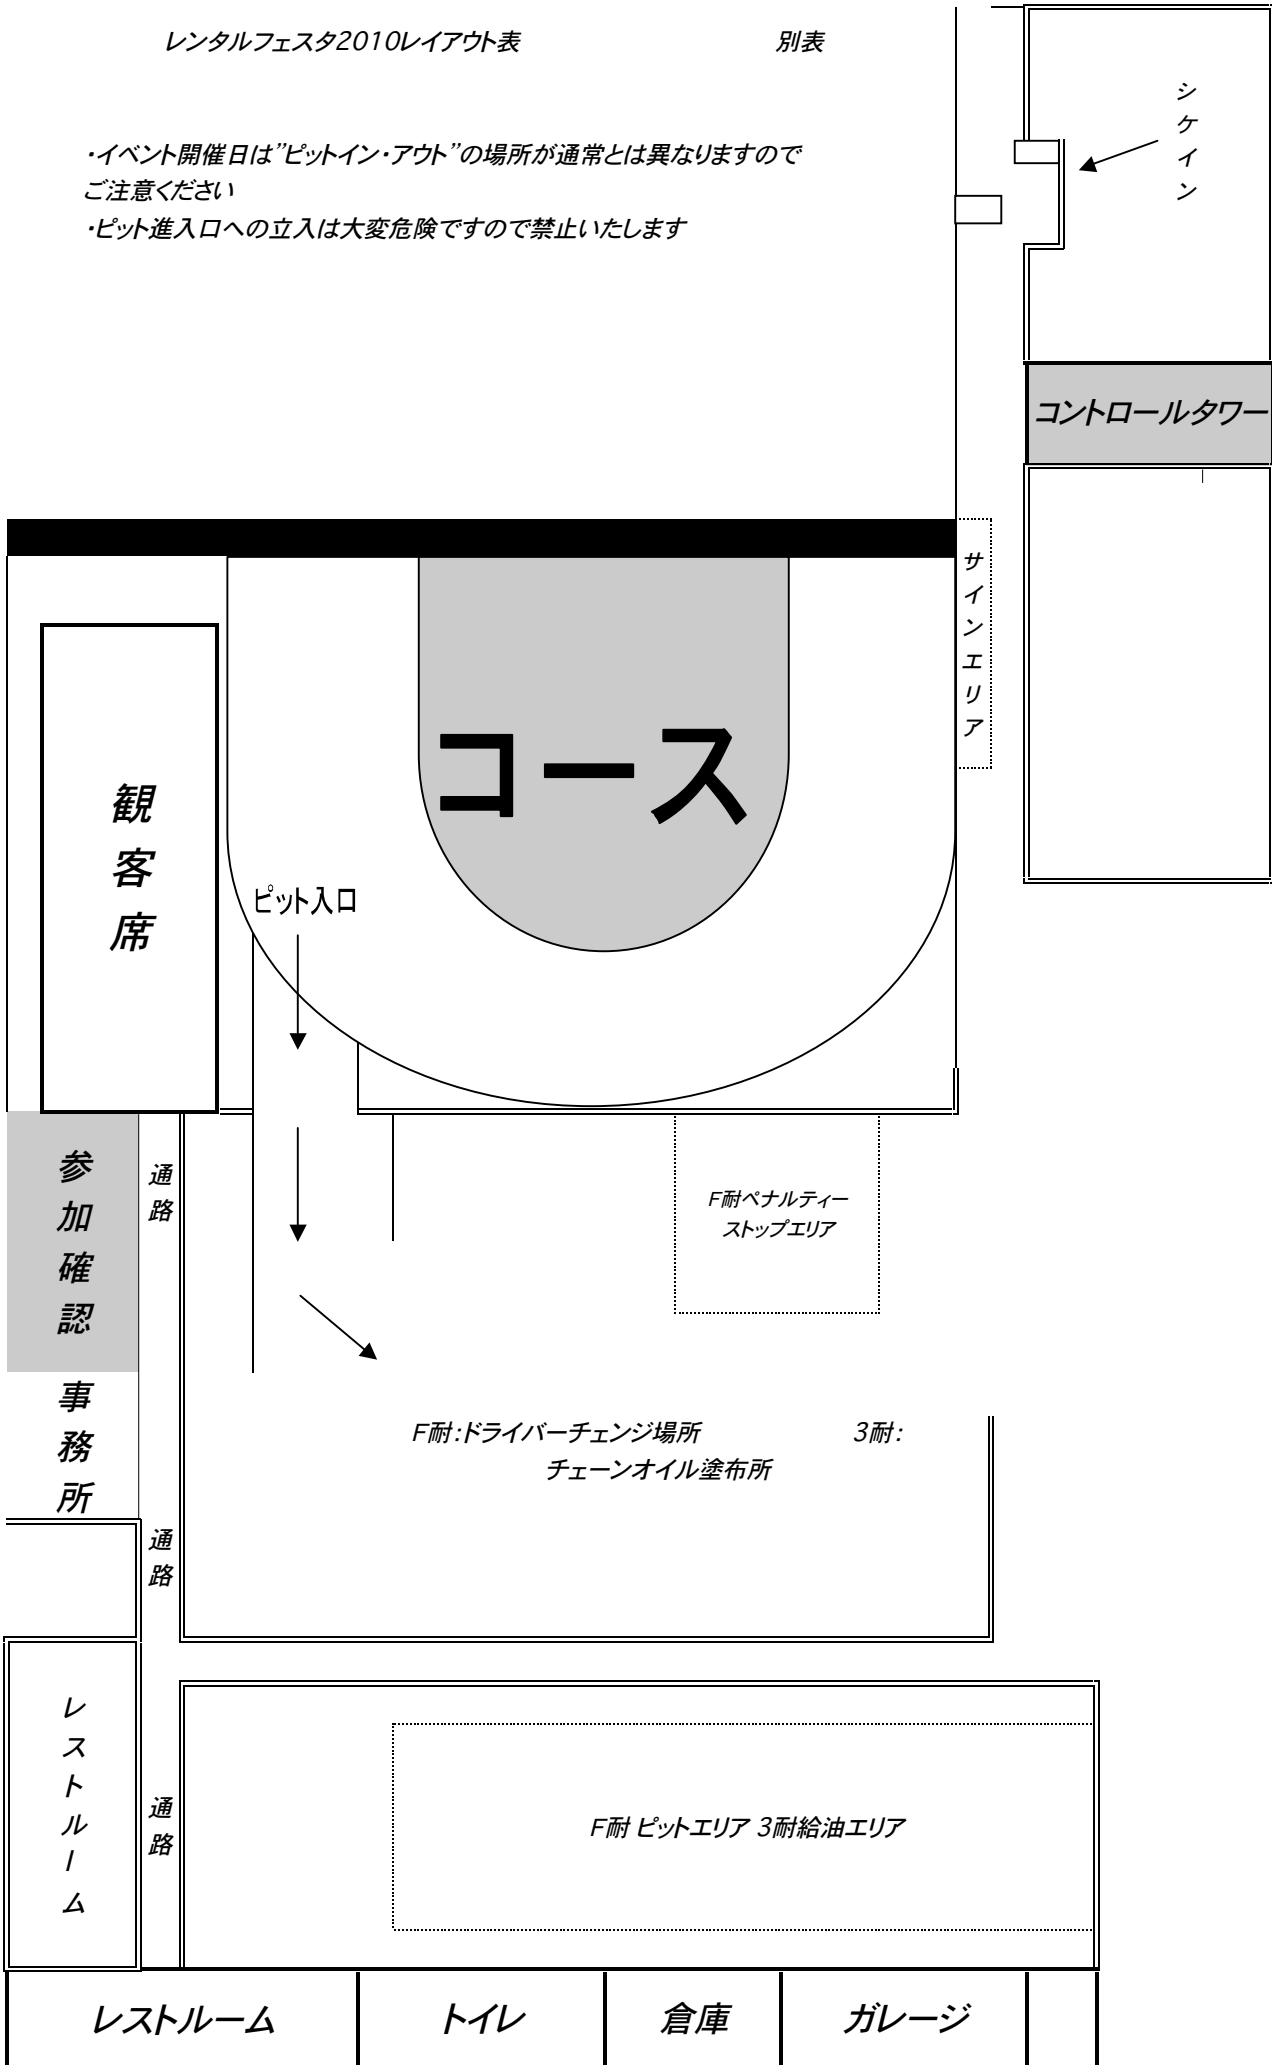 レンタルフェスタ2010レイアウト表 別表
・イベント開催日は”ピットイン・アウト”の場所が通常とは異なりますので
ご注意ください
・ピット進入口への立入は大変危険ですので禁止いたします
シケイン
コントロールタワー
サインエリア
コース
観客席
ピット入口
参加確認
通路
F耐ペナルティー
ストップエリア
事務所
F耐：ドライバーチェンジ場所 3耐：
チェーンオイル塗布所
通路
レストルーム
通路
F耐 ピットエリア 3耐給油エリア
レストルーム
トイレ
倉庫
ガレージ